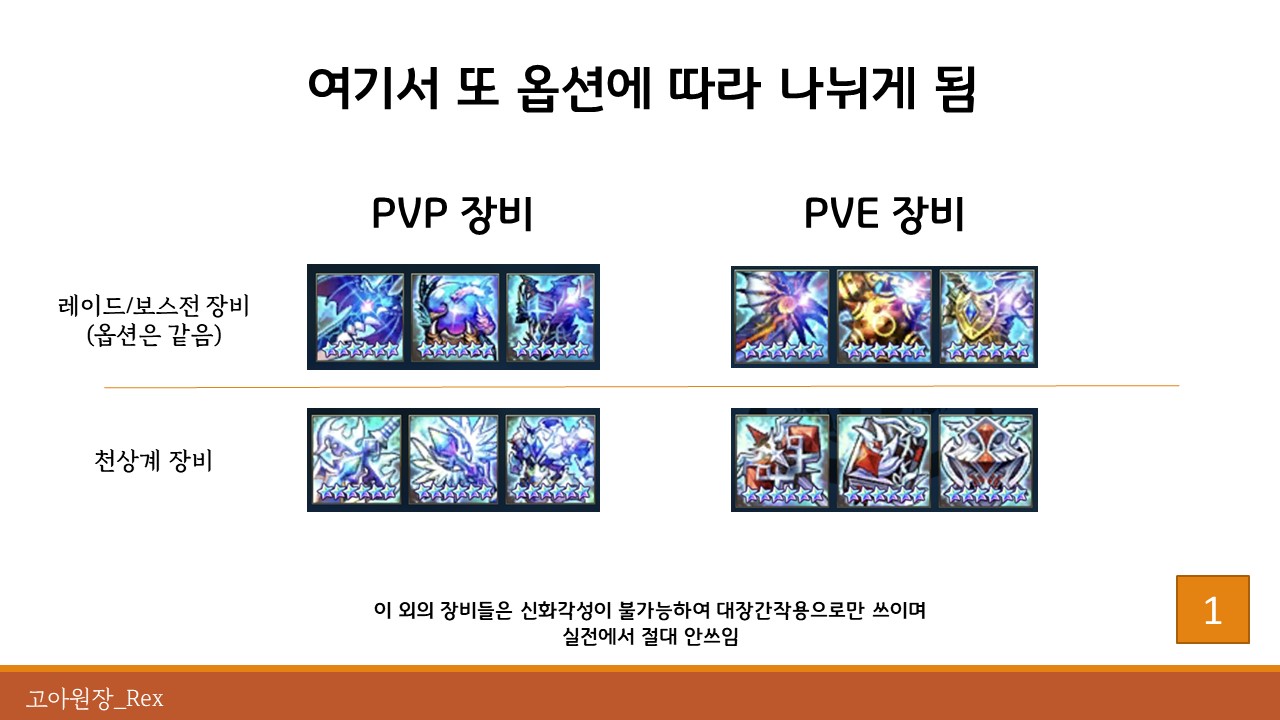 여기서 또 옵션에 따라 나뉘게 됨
PVP 장비
PVE 장비
레이드/보스전 장비
(옵션은 같음)
천상계 장비
이 외의 장비들은 신화각성이 불가능하여 대장간작용으로만 쓰이며
실전에서 절대 안쓰임
1
고아원장_Rex